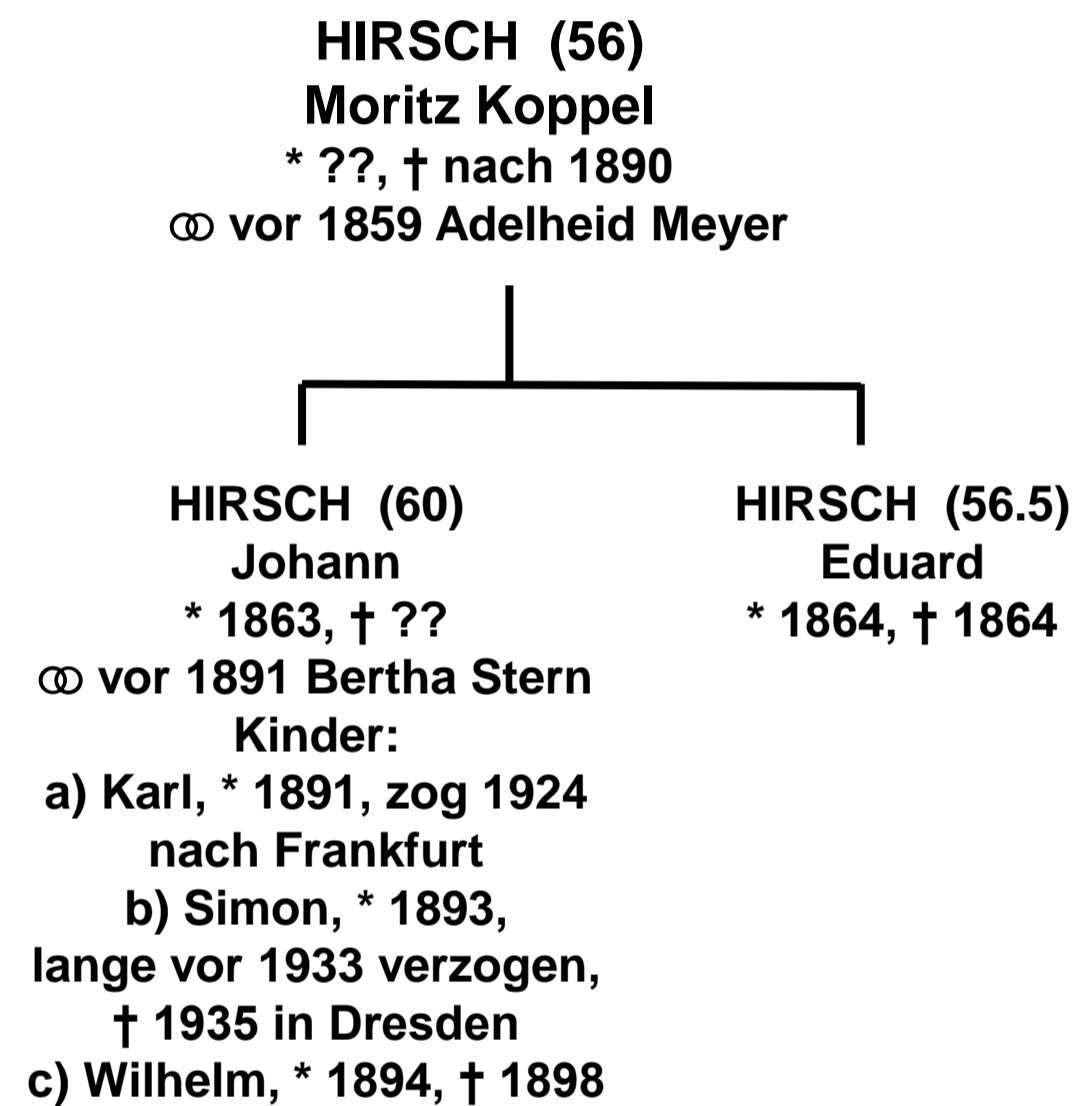 HIRSCH (56)
Moritz Koppel
* ??, † nach 1890
⚭ vor 1859 Adelheid Meyer
HIRSCH (60)
Johann
* 1863, † ??
⚭ vor 1891 Bertha Stern
Kinder:
a) Karl, * 1891, zog 1924
nach Frankfurt
b) Simon, * 1893,
lange vor 1933 verzogen,
† 1935 in Dresden
c) Wilhelm, * 1894, † 1898
HIRSCH (56.5)
Eduard
* 1864, † 1864